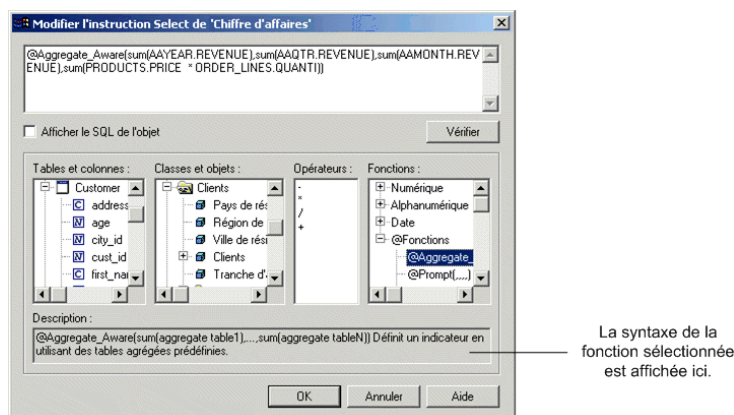 Modifier l'instruction Select de 'Chiffre d'affaires'
@Aggregate_Aware(sum(AAYEAR.REVENUE),sum(AAQTR.REVENUE),sum(AAMONTH.REV
ENUE),sum(PRODUCTS.PRICE * ORDER_LINES.QUANTI))
Afficher le SQL de l'objet
Vérifier
Tables et colonnes :
Customer
address
age
city_id
cust_id
first_nar
Classes et objets :
Clients
Pays de rés
Région de
Ville de rési
Clients
Tranche d'
Opérateurs :
-
*
/
+
Fonctions :
Numérique
Alphanumérique
Date
@Fonctions
@Aggregate_
@Prompt(,,,,)
Description :
@Aggregate_Aware(sum(aggregate table1),...,sum(aggregate tableN)) Définit un indicateur en
utilisant des tables agrégées prédéfinies.
OK
Annuler
Aide
La syntaxe de la
fonction sélectionnée
est affichée ici.